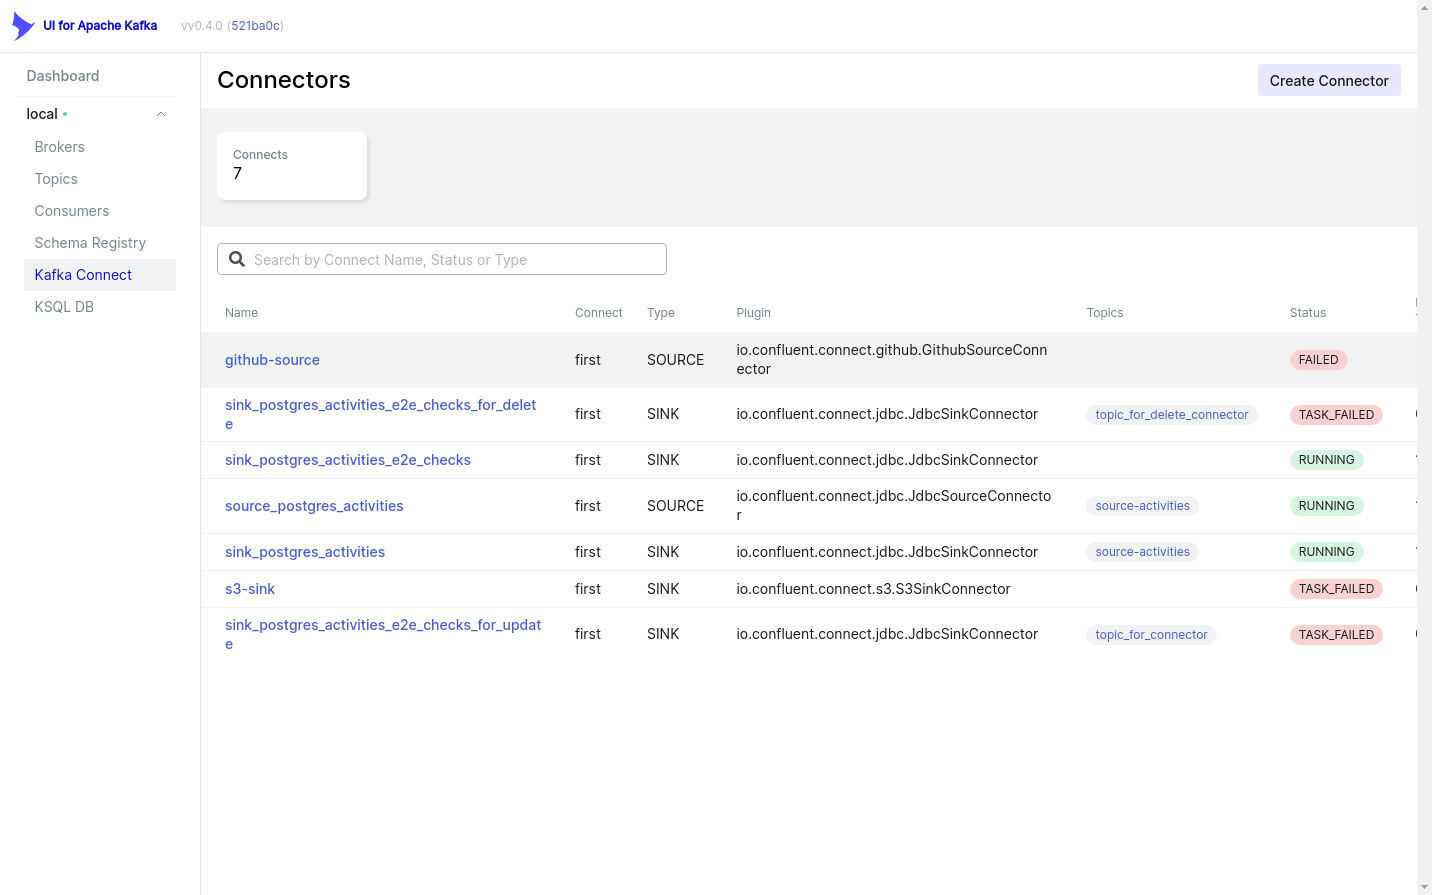 UI for Apache Kafka vv0.4.0 (521ba0c)
Dashboard
local
Brokers
Topics
Consumers
Schema Registry
Kafka Connect
KSQL DB
Connectors
Create Connector
Connects
7
Search by Connect Name, Status or Type
Name Connect Type Plugin Topics Status
github-source first SOURCE io.confluent.connect.github.GithubSourceConn
ector FAILED
sink_postgres_activities_e2e_checks_for_delet
e first SINK io.confluent.connect.jdbc.JdbcSinkConnector topic_for_delete_connector TASK_FAILED
sink_postgres_activities_e2e_checks first SINK io.confluent.connect.jdbc.JdbcSinkConnector RUNNING
source_postgres_activities first SOURCE io.confluent.connect.jdbc.JdbcSourceConnecto
r source-activities RUNNING
sink_postgres_activities first SINK io.confluent.connect.jdbc.JdbcSinkConnector source-activities RUNNING
s3-sink first SINK io.confluent.connect.s3.S3SinkConnector TASK_FAILED
sink_postgres_activities_e2e_checks_for_updat
e first SINK io.confluent.connect.jdbc.JdbcSinkConnector topic_for_connector TASK_FAILED